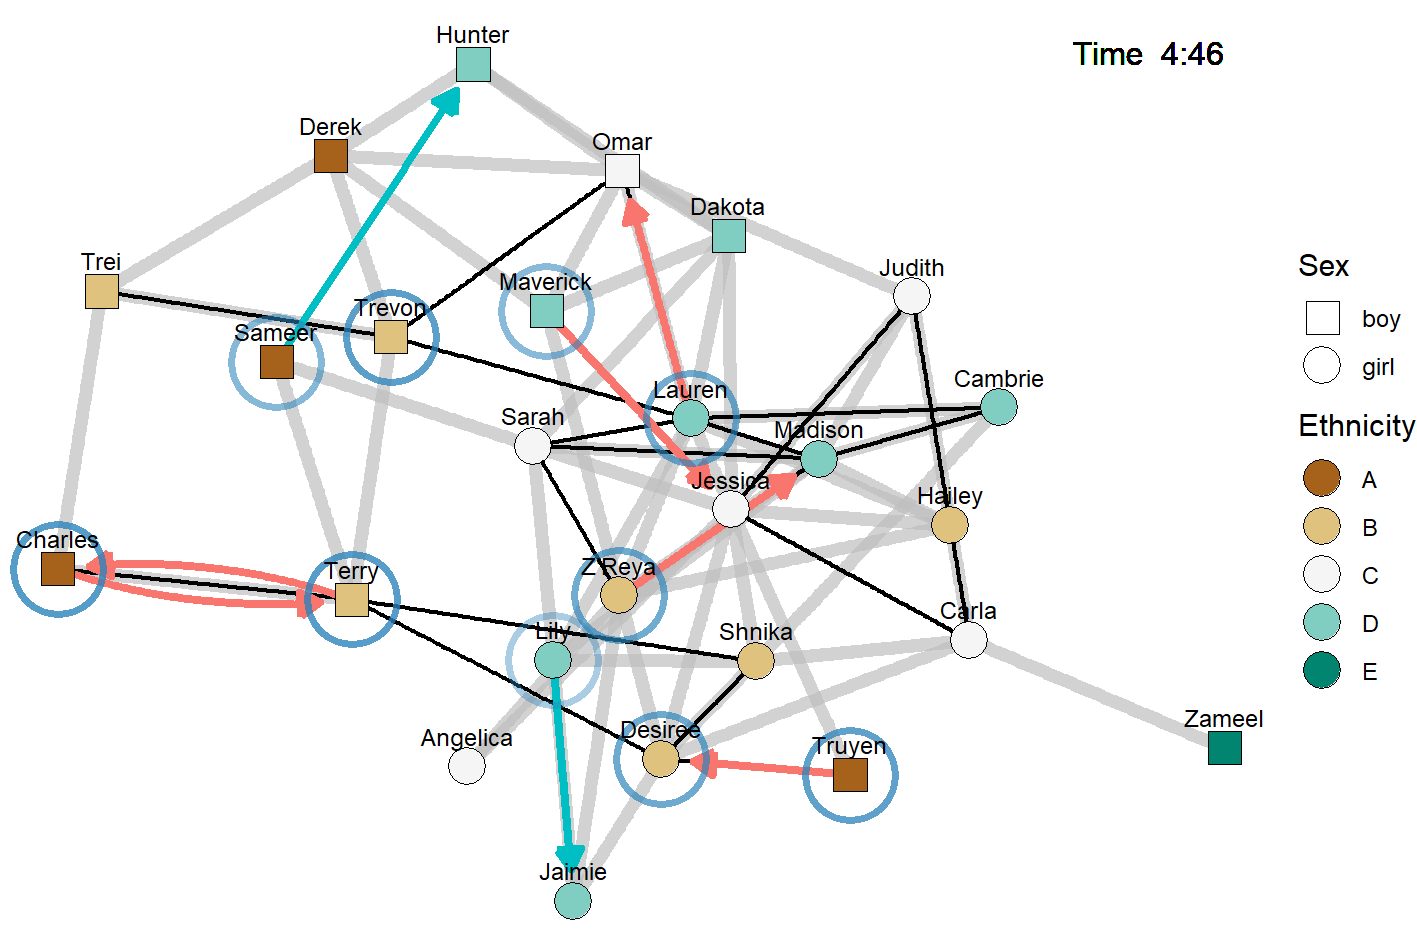 Hunter
Time 4:46
Derek
Omar
Dakota
Trei
Judith
Maverick
Trevon
Sameer
Sex
boy
girl
Lauren
Cambrie
Sarah
Madison
Ethnicity
Jessica
A
Hailey
B
Charles
Terry
Z'Reya
C
Carla
Lily
Shnika
D
E
Zameel
Angelica
Desiree
Truyen
Jaimie